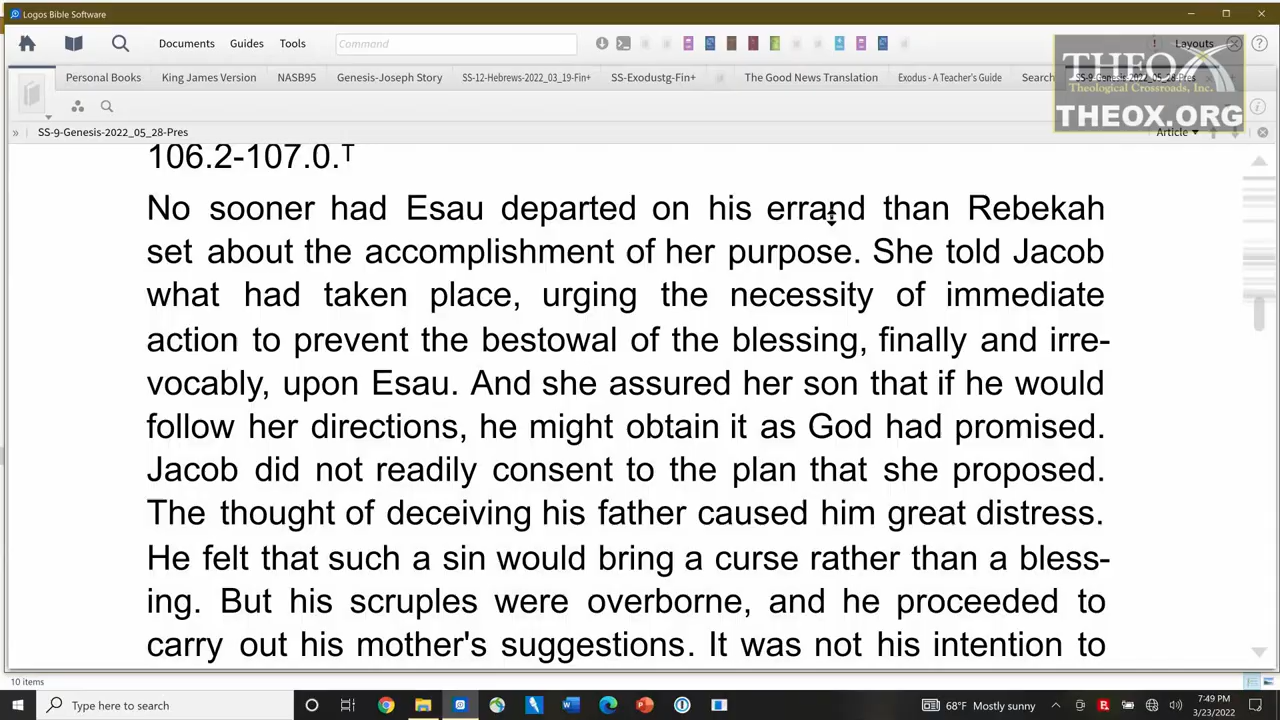 Logos Bible Software
Documents Guides Tools Command Layouts
THEOX
Theological Crossroads, Inc.
THEOX.ORG
Personal Books King James Version NASB95 Genesis-Joseph Story SS-12-Hebrews-2022_03_19-Fin+ SS-Exodustg-Fin+ The Good News Translation Exodus - A Teacher's Guide Search SS-9-Genesis-2022_05_28-Pres
» SS-9-Genesis-2022_05_28-Pres Article
106.2-107.0.T
No sooner had Esau departed on his errand than Rebekah
set about the accomplishment of her purpose. She told Jacob
what had taken place, urging the necessity of immediate
action to prevent the bestowal of the blessing, finally and irre-
vocably, upon Esau. And she assured her son that if he would
follow her directions, he might obtain it as God had promised.
Jacob did not readily consent to the plan that she proposed.
The thought of deceiving his father caused him great distress.
He felt that such a sin would bring a curse rather than a bless-
ing. But his scruples were overborne, and he proceeded to
carry out his mother's suggestions. It was not his intention to
10 items
Type here to search
68°F Mostly sunny
7:49 PM
3/23/2022